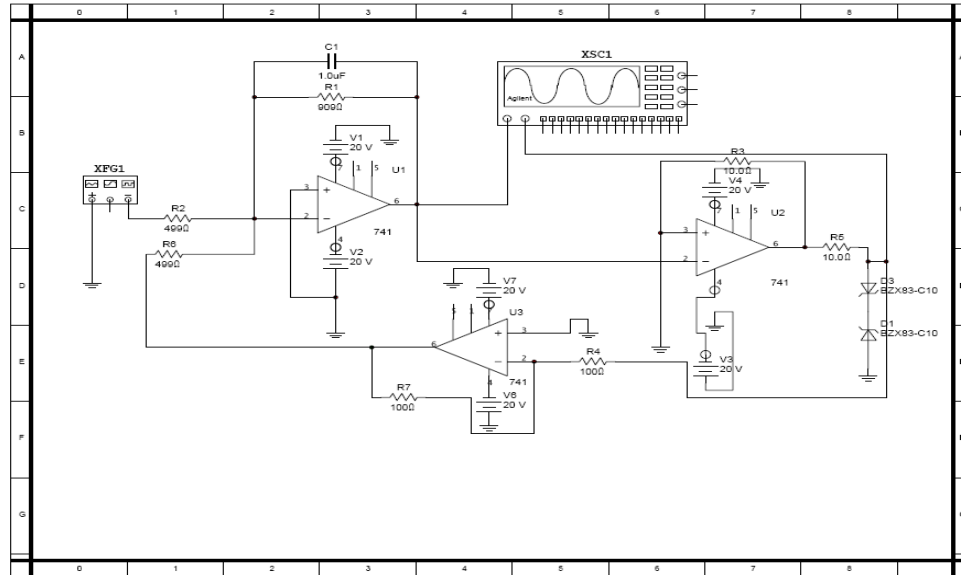 0 1 2 3 4 5 6 7 8
A
B
C
D
E
F
G
C1
1.0uF
R1
909Ω
XSC1
Agilent
V1
20 V
7 1 5
U1
3
2
6
4
741
V2
20 V
XFG1
R2
499Ω
R6
499Ω
R3
10.0Ω
V4
20 V
7 1 5
U2
3
2
6
4
741
R5
10.0Ω
D3
BZX83-C10
D1
BZX83-C10
V3
20 V
V7
20 V
5 1
U3
3
2
6
4
741
V6
20 V
R4
100Ω
R7
100Ω
0 1 2 3 4 5 6 7 8